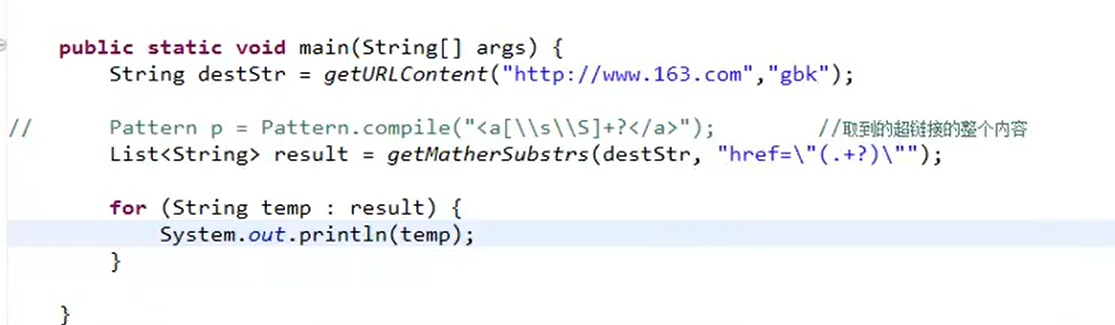 public static void main(String[] args) {
String destStr = getURLContent("http://www.163.com","gbk");
// Pattern p = Pattern.compile("<a[\\s\\S]+?</a>"); //取到的超链接的整个内容
List<String> result = getMatherSubstrs(destStr, "href=\"(.+?)\"");
for (String temp : result) {
System.out.println(temp);
}
}